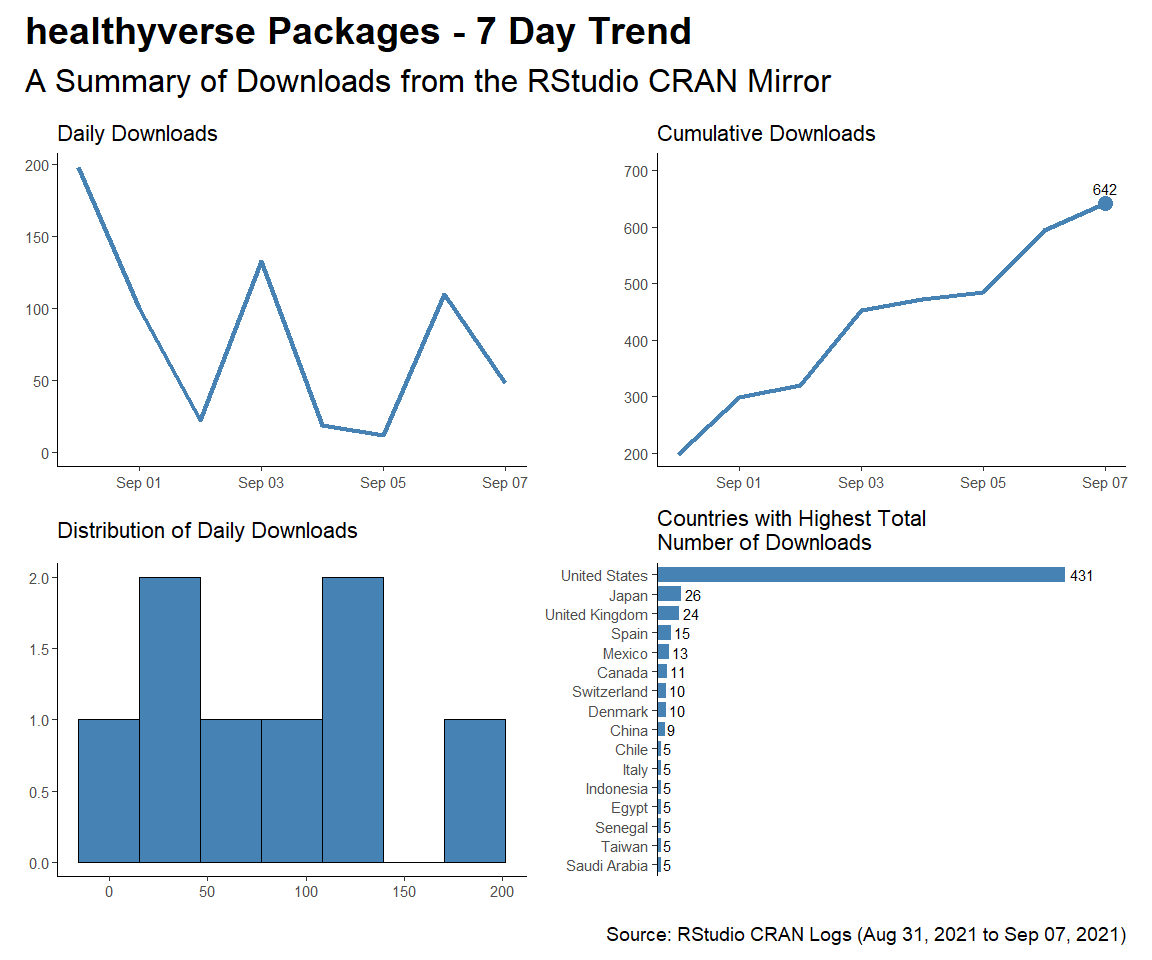 healthyverse Packages - 7 Day Trend
A Summary of Downloads from the RStudio CRAN Mirror
Daily Downloads
200
150
100
50
0
Sep 01 Sep 03 Sep 05 Sep 07
Cumulative Downloads
700
600
500
400
300
200
642
Sep 01 Sep 03 Sep 05 Sep 07
Distribution of Daily Downloads
2.0
1.5
1.0
0.5
0.0
0 50 100 150 200
Countries with Highest Total
Number of Downloads
United States 431
Japan 26
United Kingdom 24
Spain 15
Mexico 13
Canada 11
Switzerland 10
Denmark 10
China 9
Chile 5
Italy 5
Indonesia 5
Egypt 5
Senegal 5
Taiwan 5
Saudi Arabia 5
Source: RStudio CRAN Logs (Aug 31, 2021 to Sep 07, 2021)